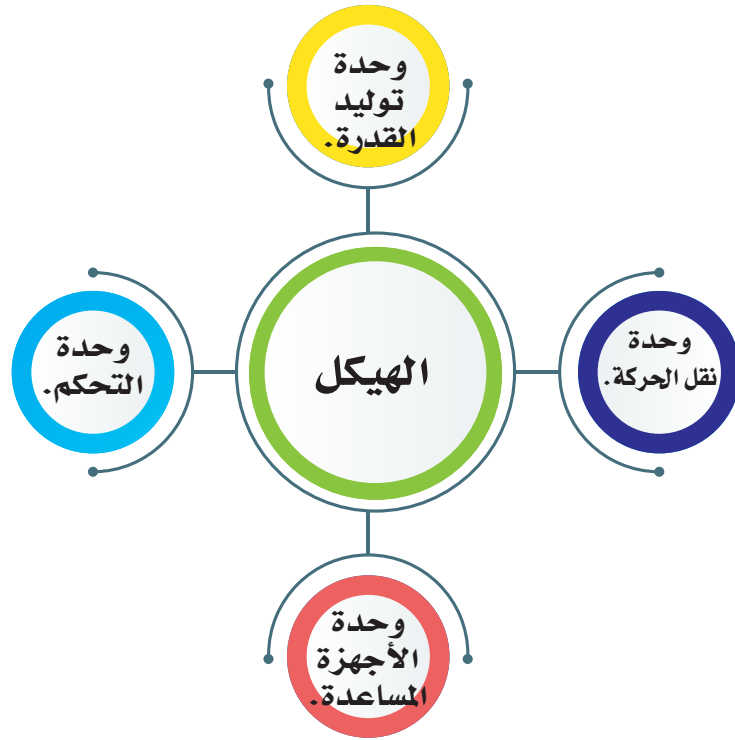 وحدة
توليد
القدرة.
وحدة
نقل الحركة.
الهيكل
وحدة
التحكم.
وحدة
الأجهزة
المساعدة.